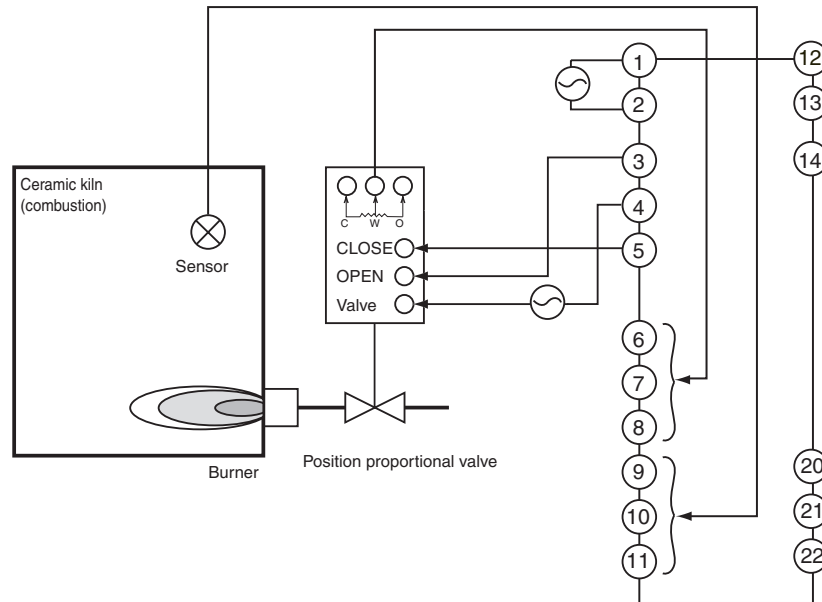 Ceramic kiln
(combustion)
Sensor
C W O
CLOSE
OPEN
Valve
Burner
Position proportional valve
1
2
3
4
5
6
7
8
9
10
11
12
13
14
20
21
22